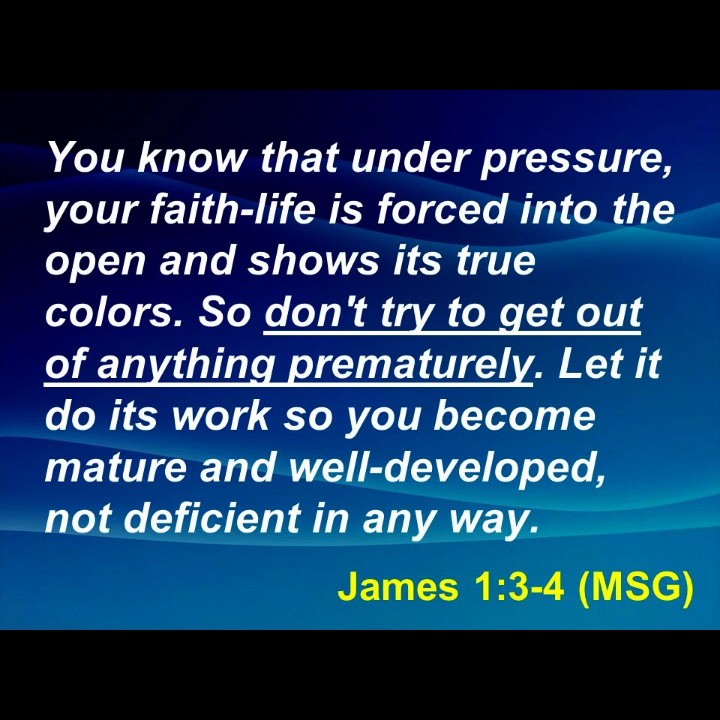 You know that under pressure,
your faith-life is forced into the
open and shows its true
colors. So don't try to get out
of anything prematurely. Let it
do its work so you become
mature and well-developed,
not deficient in any way.
James 1:3-4 (MSG)